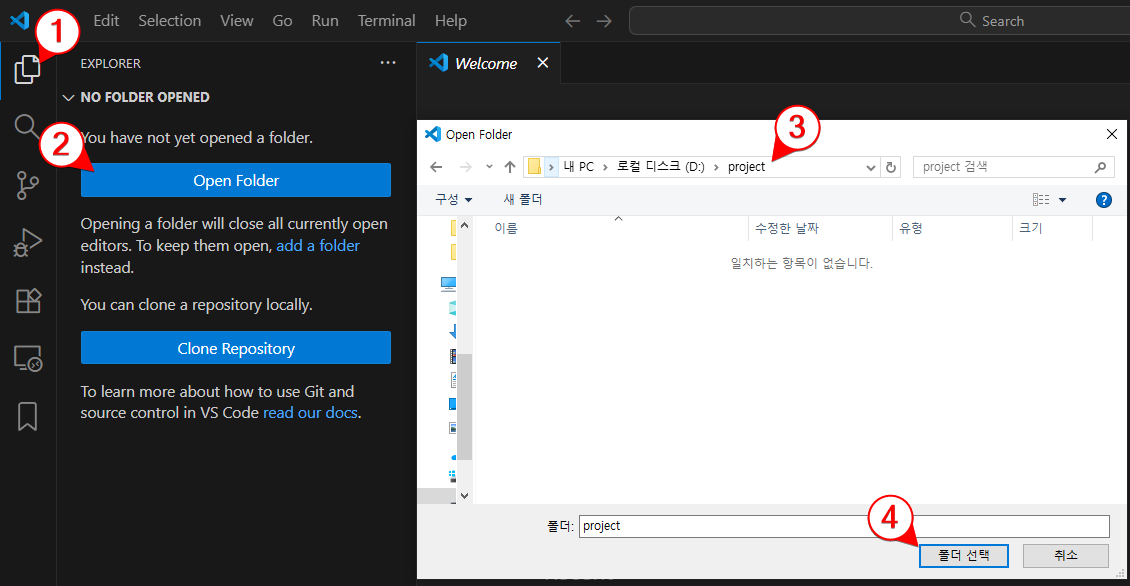 Edit Selection View Go Run Terminal Help
Search
1
EXPLORER
Welcome
NO FOLDER OPENED
You have not yet opened a folder.
2
Open Folder
Opening a folder will close all currently open
editors. To keep them open, add a folder
instead.
You can clone a repository locally.
Clone Repository
To learn more about how to use Git and
source control in VS Code read our docs.
Open Folder
3
내 PC › 로컬 디스크 (D:) › project
project 검색
구성 새 폴더
?
이름 수정한 날짜 유형 크기
일치하는 항목이 없습니다.
폴더: project
4
폴더 선택 취소